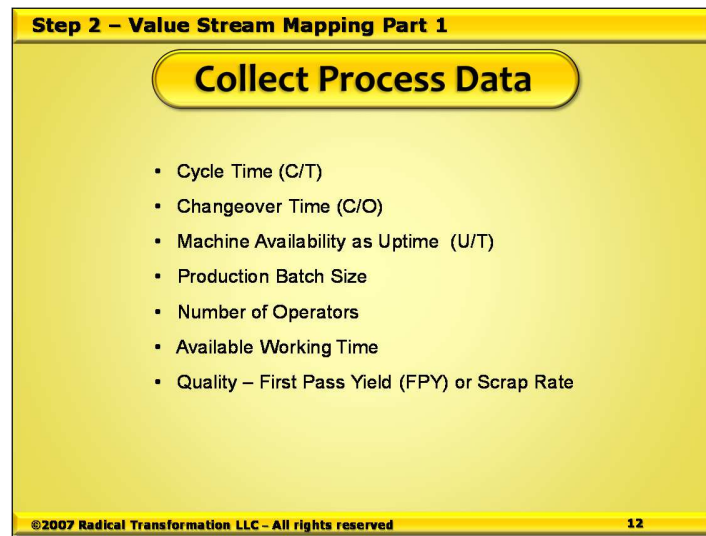 Step 2 – Value Stream Mapping Part 1
Collect Process Data
• Cycle Time (C/T)
• Changeover Time (C/O)
• Machine Availability as Uptime (U/T)
• Production Batch Size
• Number of Operators
• Available Working Time
• Quality – First Pass Yield (FPY) or Scrap Rate
©2007 Radical Transformation LLC – All rights reserved 12